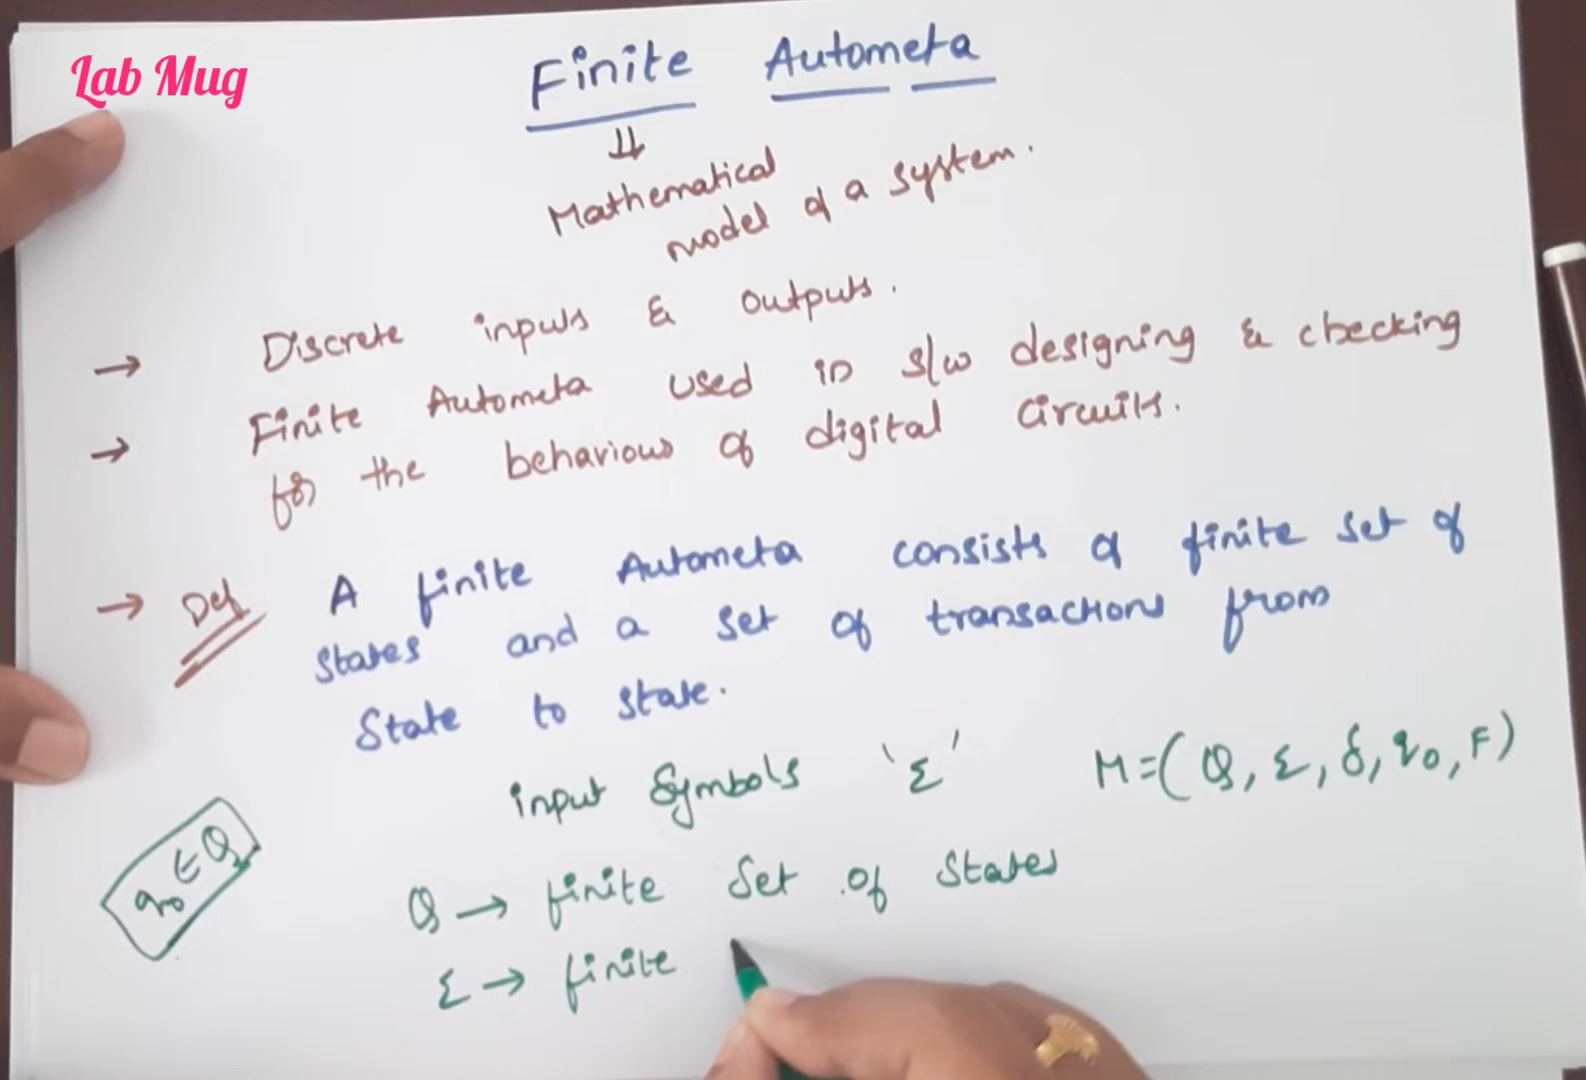 Lab Mug
Finite Autometa
⇓
Mathematical
model of a system.
→ Discrete inputs & outputs.
→ Finite Autometa used in s/w designing & checking
for the behaviour of digital circuits.
→ Def A finite Autometa consists of finite set of
states and a set of transactions from
State to state.
input Symbols 'Σ' M=(Q, Σ, δ, q0, F)
q0 ∈ Q
Q → finite Set of States
Σ → finite